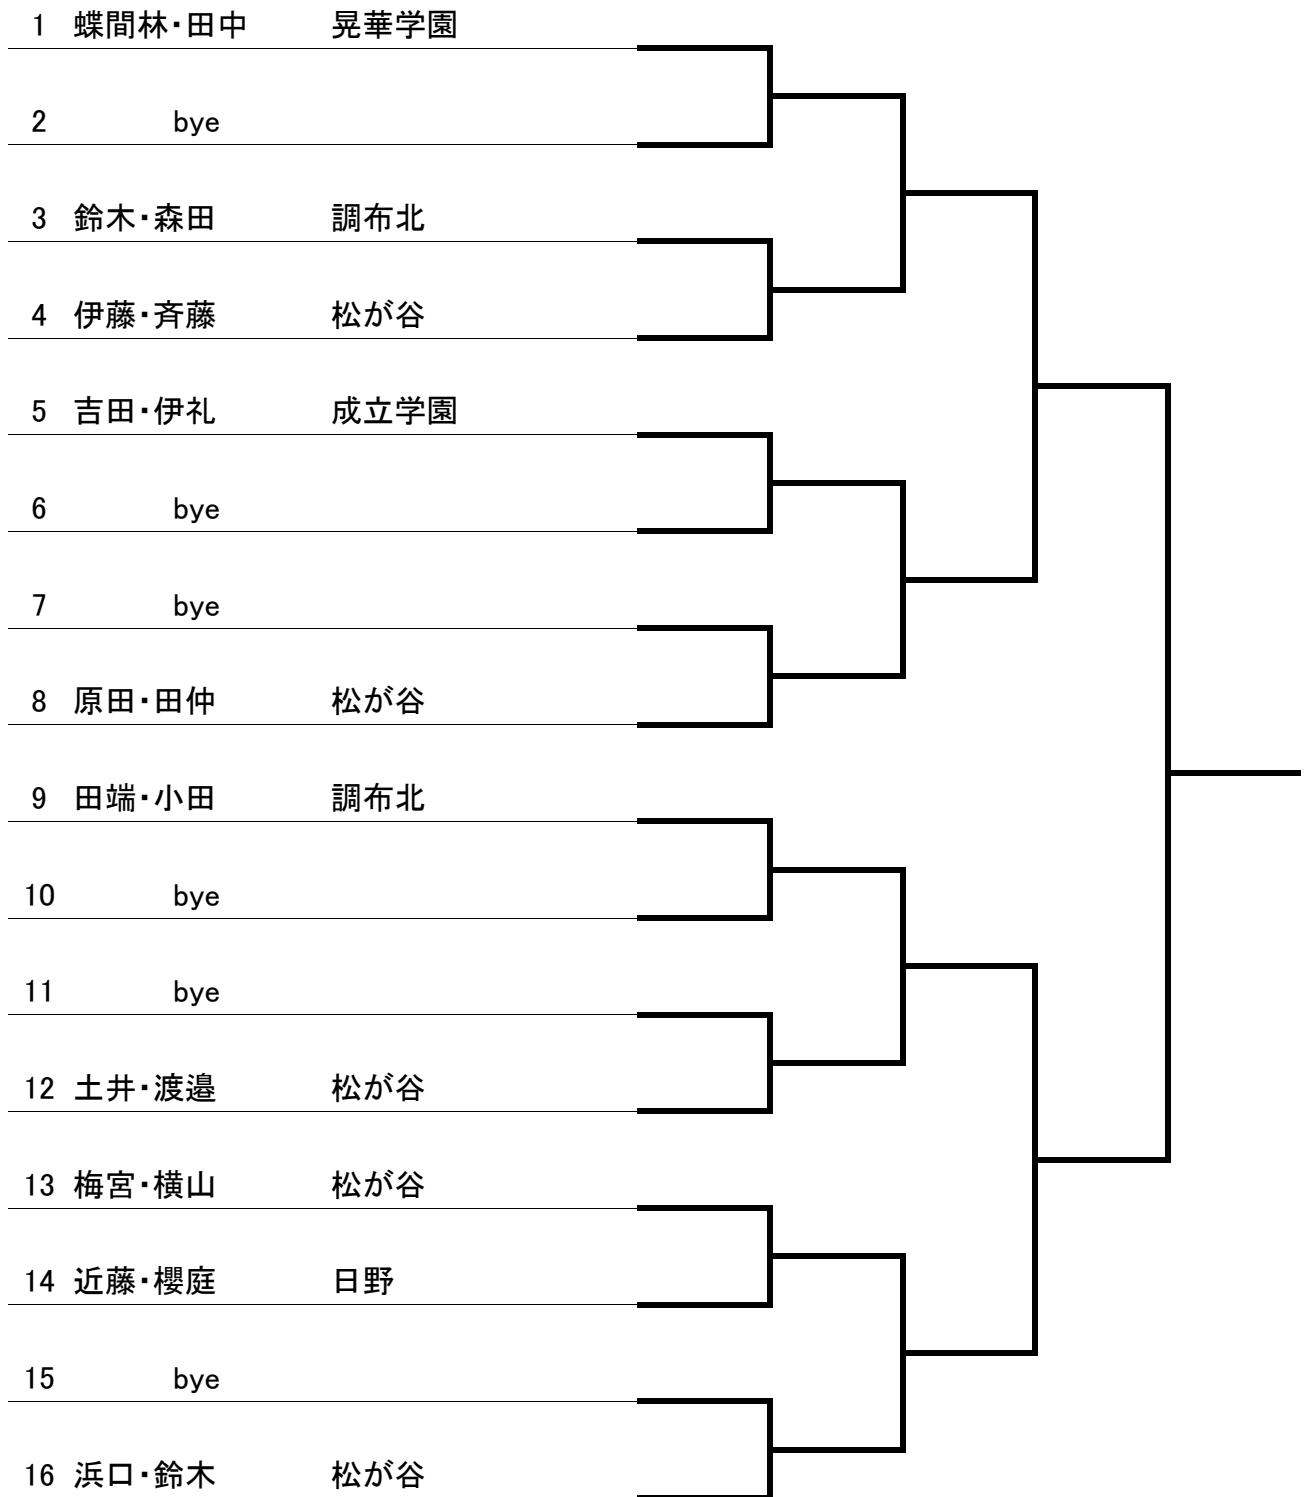 1 蝶間林・田中 晃華学園
2 bye
3 鈴木・森田 調布北
4 伊藤・斉藤 松が谷
5 吉田・伊礼 成立学園
6 bye
7 bye
8 原田・田仲 松が谷
9 田端・小田 調布北
10 bye
11 bye
12 土井・渡邉 松が谷
13 梅宮・横山 松が谷
14 近藤・櫻庭 日野
15 bye
16 浜口・鈴木 松が谷